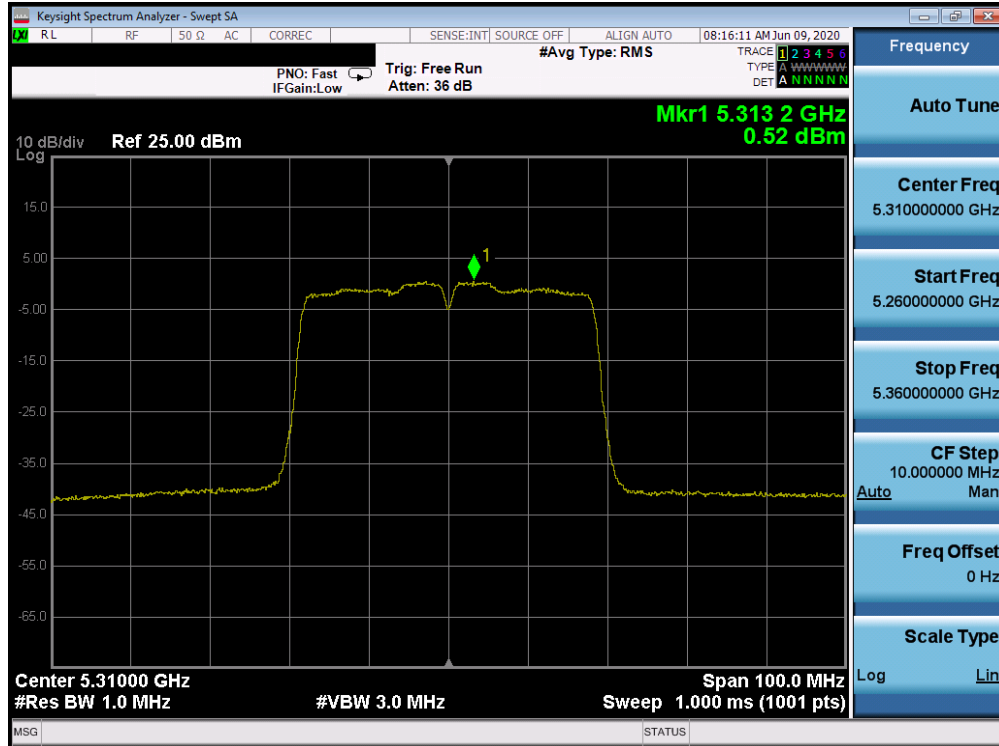 Keysight Spectrum Analyzer - Swept SA
LXI RL RF 50 Ω AC CORREC SENSE:INT SOURCE OFF ALIGN AUTO 08:16:11 AM Jun 09, 2020
#Avg Type: RMS
TRACE 1 2 3 4 5 6
PNO: Fast
Trig: Free Run
TYPE A WWWWW
IFGain:Low
Atten: 36 dB
DET A N N N N N
Mkr1 5.313 2 GHz
0.52 dBm
10 dB/div Ref 25.00 dBm
Log
15.0
5.00
-5.00
-15.0
-25.0
-35.0
-45.0
-55.0
-65.0
1
Center 5.31000 GHz
Span 100.0 MHz
#Res BW 1.0 MHz
#VBW 3.0 MHz
Sweep 1.000 ms (1001 pts)
MSG
STATUS
Frequency
Auto Tune
Center Freq
5.310000000 GHz
Start Freq
5.260000000 GHz
Stop Freq
5.360000000 GHz
CF Step
10.000000 MHz
Auto Man
Freq Offset
0 Hz
Scale Type
Log Lin